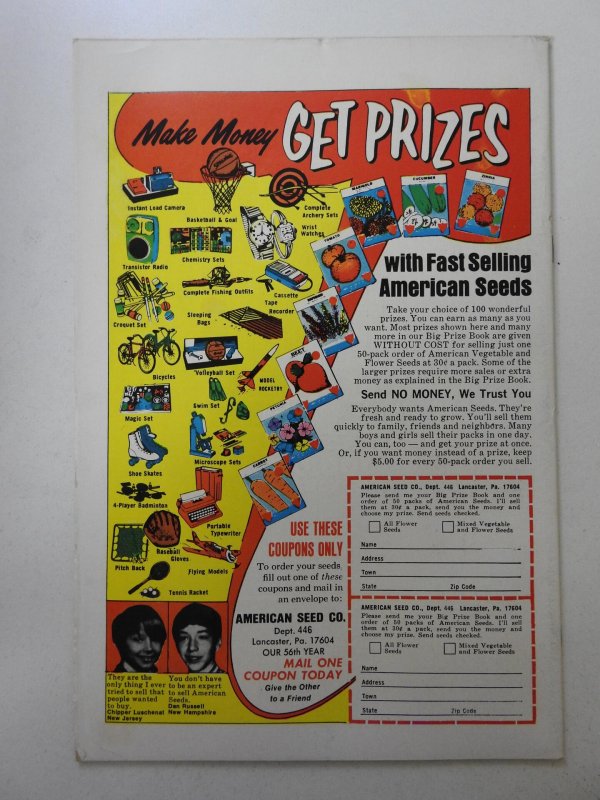 Make Money GET PRIZES
Instant Load Camera
Basketball & Goal
Complete
Archery Sets
Wrist
Watches
Transistor Radio
Chemistry Sets
Complete Fishing Outfits
Cassette
Tape
Recorder
Croquet Set
Sleeping
Bags
Bicycles
Volleyball Set
MODEL
ROCKETRY
Magic Set
Swim Set
Shoe Skates
Microscope Sets
4-Player Badminton
Portable
Typewriter
Pitch Back
Baseball
Gloves
Flying Models
Tennis Racket
MARIGOLD
CUCUMBER
ZINNIA
TOMATO
BEET
PETUNIA
CARROT
with Fast Selling
American Seeds
Take your choice of 100 wonderful
prizes. You can earn as many as you
want. Most prizes shown here and many
more in our Big Prize Book are given
WITHOUT COST for selling just one
50-pack order of American Vegetable and
Flower Seeds at 30¢ a pack. Some of the
larger prizes require more sales or extra
money as explained in the Big Prize Book.
Send NO MONEY, We Trust You
Everybody wants American Seeds. They're
fresh and ready to grow. You'll sell them
quickly to family, friends and neighbors. Many
boys and girls sell their packs in one day.
You can, too — and get your prize at once.
Or, if you want money instead of a prize, keep
$5.00 for every 50-pack order you sell.
USE THESE
COUPONS ONLY
To order your seeds,
fill out one of these
coupons and mail in
an envelope to:
AMERICAN SEED CO.
Dept. 446
Lancaster, Pa. 17604
OUR 56th YEAR
MAIL ONE
COUPON TODAY
Give the Other
to a Friend
They are the
only thing I ever
tried to sell that
people wanted
to buy.
Chipper Luschenat
New Jersey
You don't have
to be an expert
to sell American
Seeds.
Dan Russell
New Hampshire
AMERICAN SEED CO., Dept. 446 Lancaster, Pa. 17604
Please send me your Big Prize Book and one
order of 50 packs of American Seeds. I'll sell
them at 30¢ a pack, send you the money and
choose my prize. Send seeds checked.
All Flower
Seeds
Mixed Vegetable
and Flower Seeds
Name
Address
Town
State Zip Code
AMERICAN SEED CO., Dept. 446 Lancaster, Pa. 17604
Please send me your Big Prize Book and one
order of 50 packs of American Seeds. I'll sell
them at 30¢ a pack, send you the money and
choose my prize. Send seeds checked.
All Flower
Seeds
Mixed Vegetable
and Flower Seeds
Name
Address
Town
State Zip Code